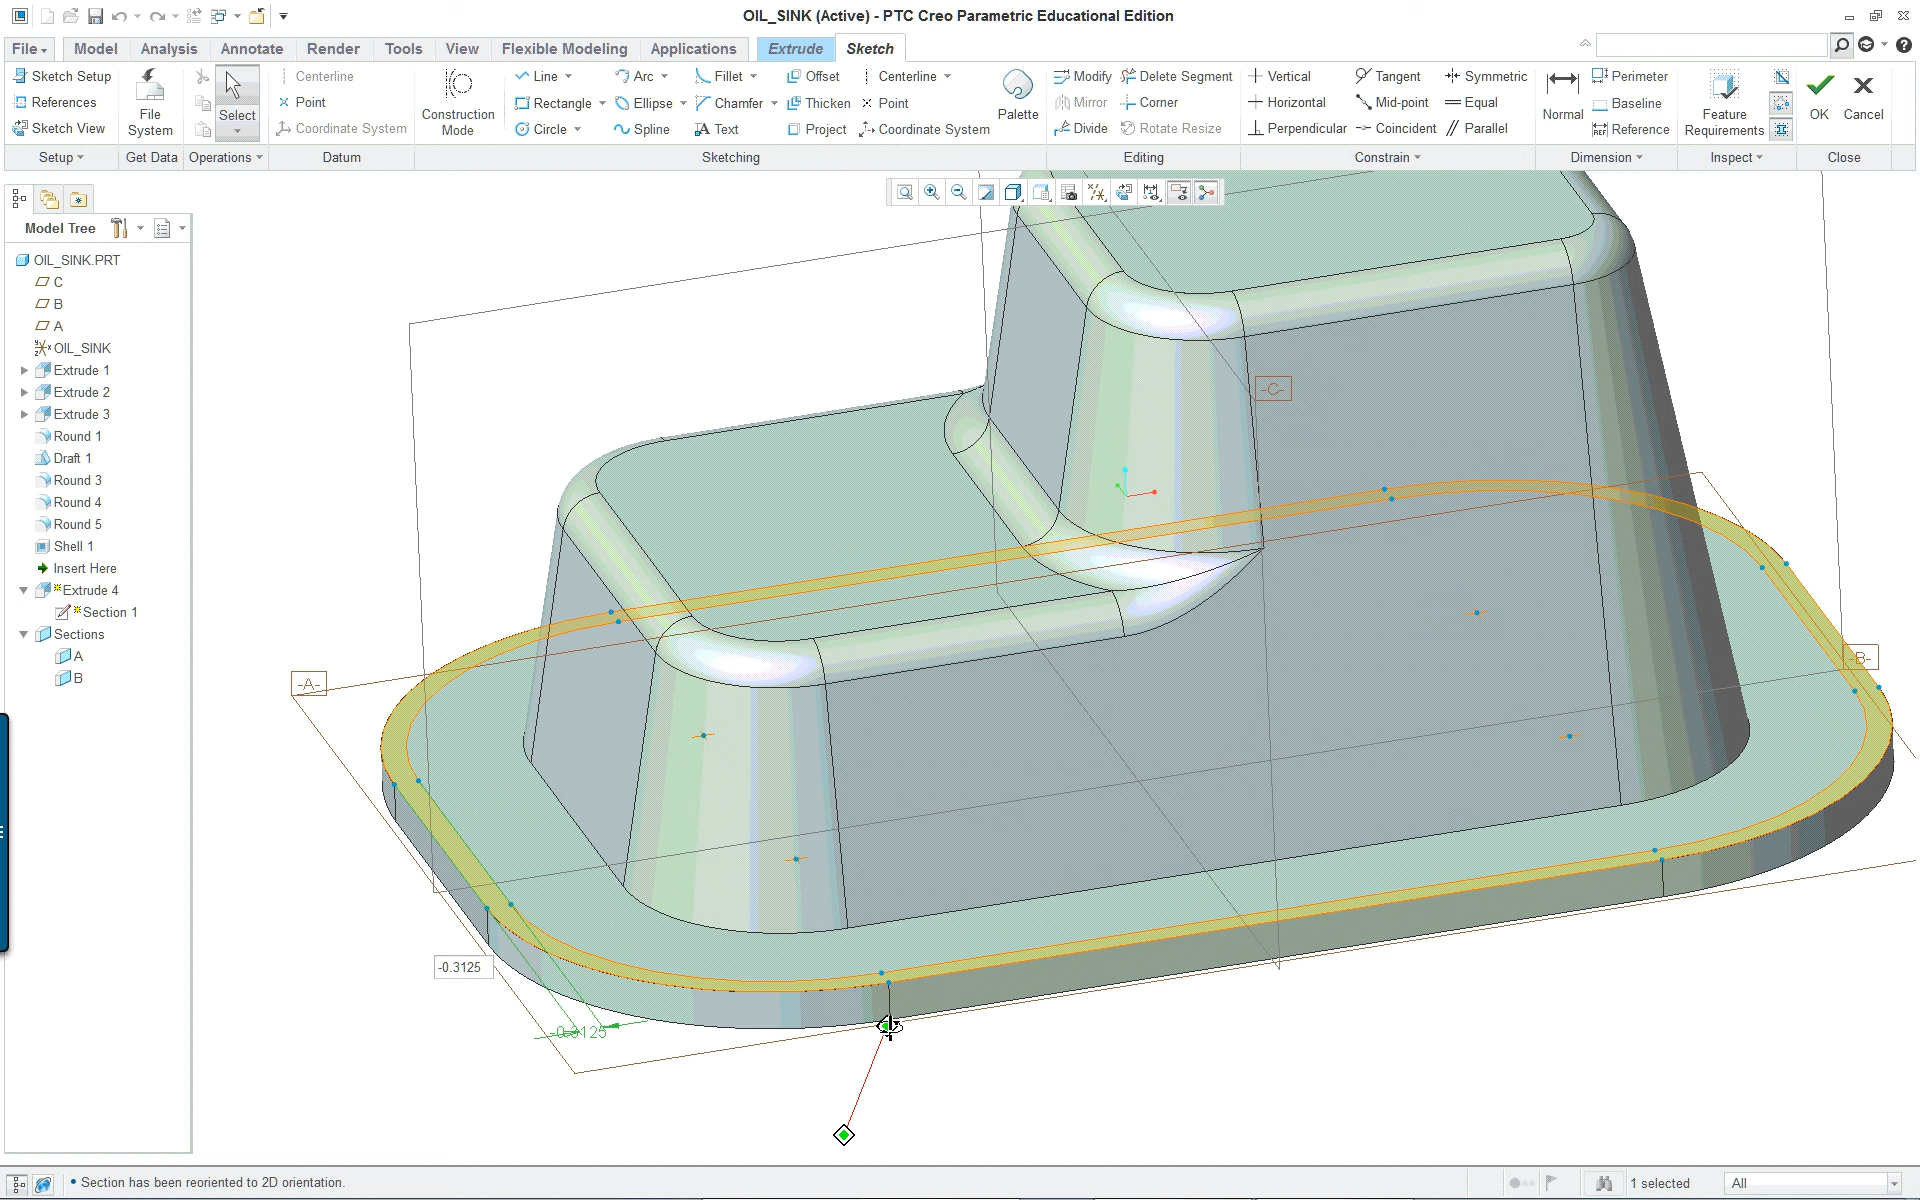 OIL_SINK (Active) - PTC Creo Parametric Educational Edition
File
Model
Analysis
Annotate
Render
Tools
View
Flexible Modeling
Applications
Extrude
Sketch
Sketch Setup
References
Sketch View
Setup
File System
Get Data
Select
Operations
Centerline
Point
Coordinate System
Datum
Construction Mode
Line
Rectangle
Circle
Arc
Ellipse
Spline
Fillet
Chamfer
Text
Offset
Thicken
Project
Centerline
Point
Coordinate System
Palette
Sketching
Modify
Mirror
Divide
Delete Segment
Corner
Rotate Resize
Editing
Vertical
Horizontal
Perpendicular
Tangent
Mid-point
Coincident
Symmetric
Equal
Parallel
Constrain
Normal
Perimeter
Baseline
REF Reference
Dimension
Feature Requirements
Inspect
OK
Cancel
Close
Model Tree
OIL_SINK.PRT
C
B
A
OIL_SINK
Extrude 1
Extrude 2
Extrude 3
Round 1
Draft 1
Round 3
Round 4
Round 5
Shell 1
Insert Here
*Extrude 4
*Section 1
Sections
A
B
-C-
-B-
-A-
-0.3125
-0.3125
• Section has been reoriented to 2D orientation.
1 selected
All